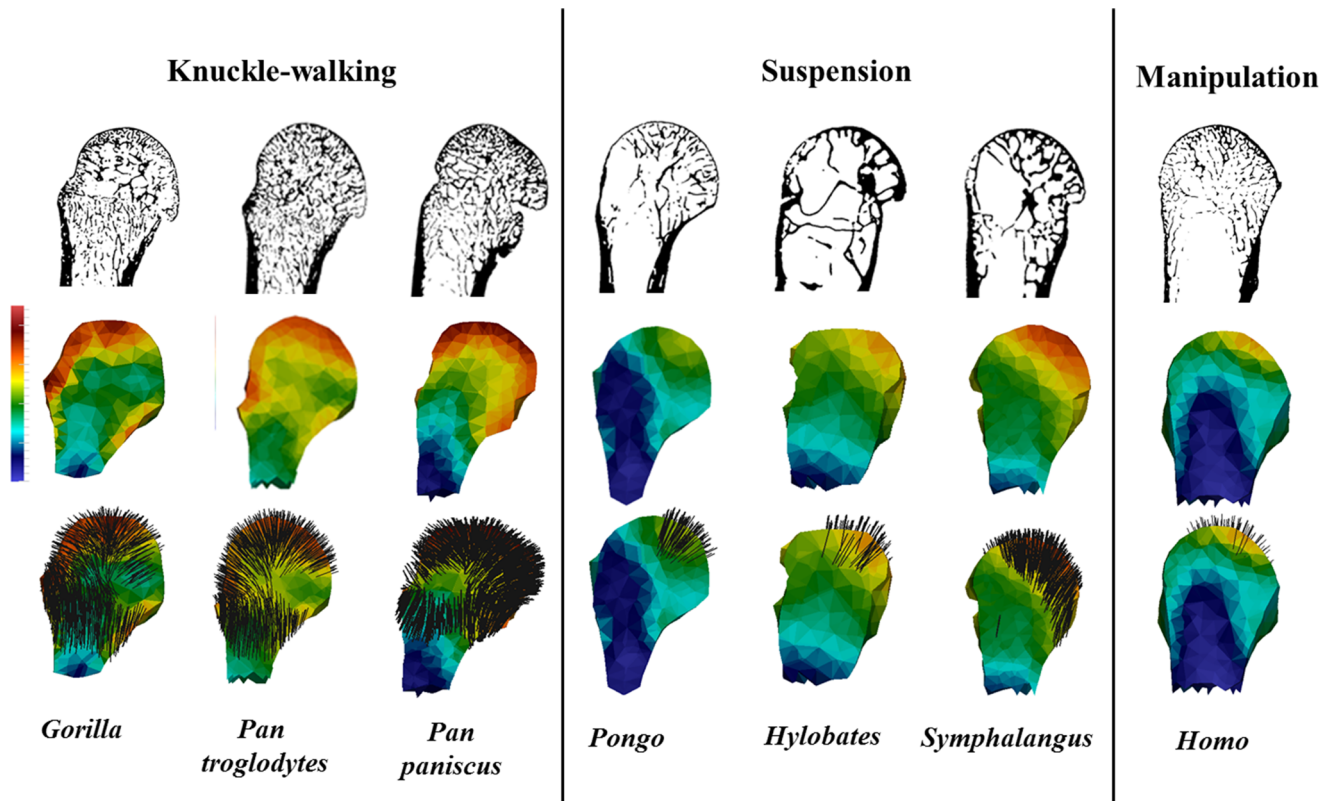 Knuckle-walking
Suspension
Manipulation
Gorilla
Pan
troglodytes
Pan
paniscus
Pongo
Hylobates
Symphalangus
Homo